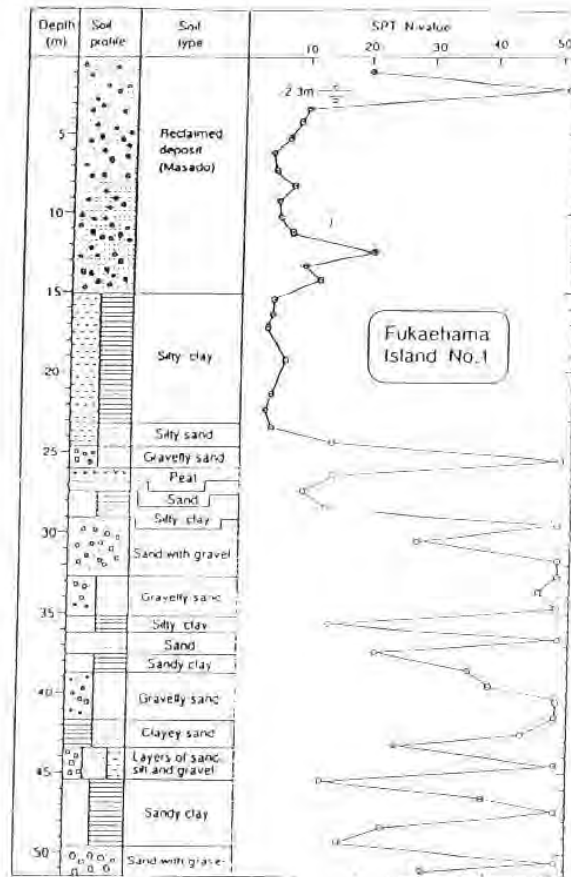 Depth
(m)
Soil
profile
Soil
type
SPT N-value
10
20
30
40
50
2.3m
5
Reclaimed
deposit
(Masado)
10
15
Fukaehama
Island No.1
Silty clay
20
Silty sand
25
Gravelly sand
Peat
Sand
Silty clay
30
Sand with gravel
Gravelly sand
35
Silty clay
Sand
Sandy clay
40
Gravelly sand
Clayey sand
Layers of sand
silt and gravel
45
Sandy clay
50
Sand with grave